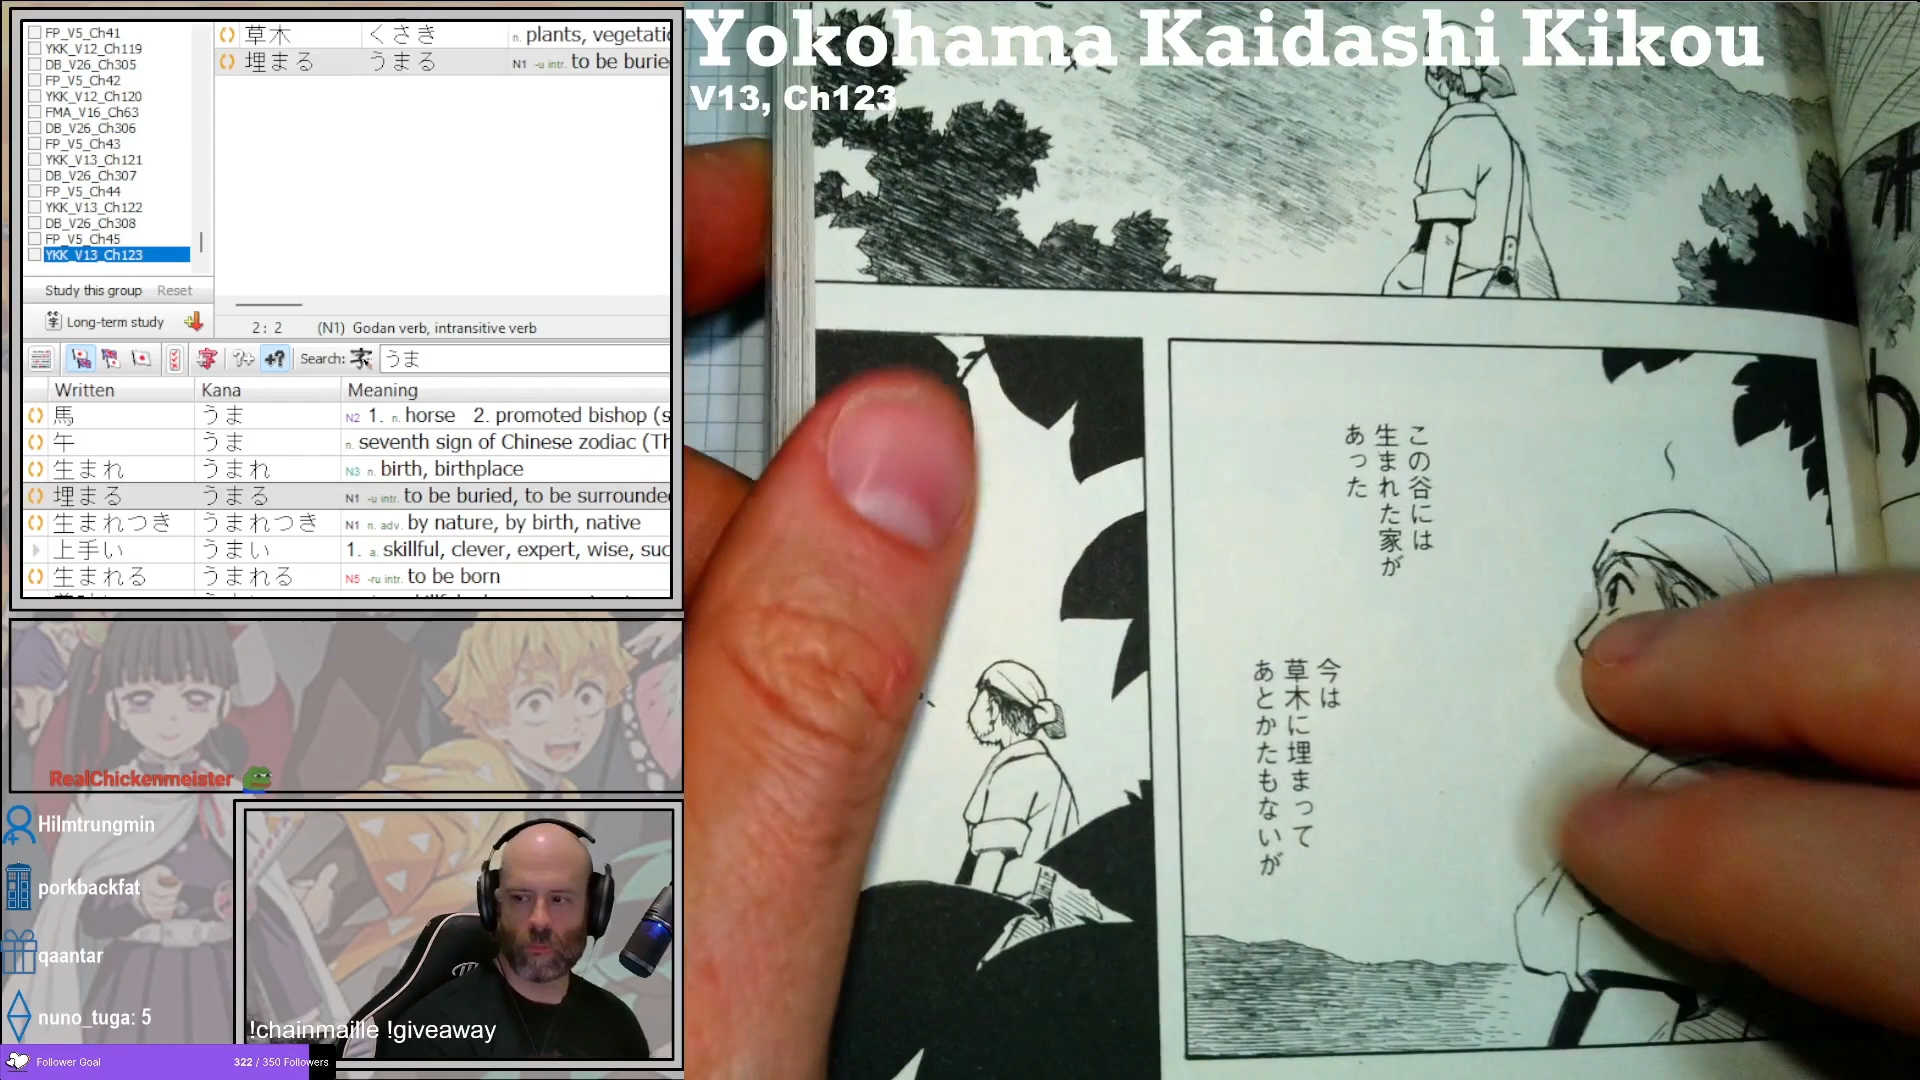 FP_V5_Ch41
YKK_V12_Ch119
DB_V26_Ch305
FP_V5_Ch42
YKK_V12_Ch120
FMA_V16_Ch63
DB_V26_Ch306
FP_V5_Ch43
YKK_V13_Ch121
DB_V26_Ch307
FP_V5_Ch44
YKK_V13_Ch122
DB_V26_Ch308
FP_V5_Ch45
YKK_V13_Ch123
Study this group Reset
Long-term study
草木 くさき n. plants, vegetatio
埋まる うまる N1 -u intr. to be burie
2: 2 (N1) Godan verb, intransitive verb
Search: 字 うま
Written Kana Meaning
馬 うま N2 1. n. horse 2. promoted bishop (s
午 うま n. seventh sign of Chinese zodiac (Th
生まれ うまれ N3 n. birth, birthplace
埋まる うまる N1 -u intr. to be buried, to be surrounded
生まれつき うまれつき N1 n. adv. by nature, by birth, native
上手い うまい 1. a. skillful, clever, expert, wise, suc
生まれる うまれる N5 -ru intr. to be born
RealChickenmeister
Hilmtrungmin
porkbackfat
qaantar
nuno_tuga: 5
!chainmaille !giveaway
Follower Goal 322 / 350 Followers
Yokohama Kaidashi Kikou
V13, Ch123
この谷には
生まれた家が
あった
今は
草木に埋まって
あとかたもないが